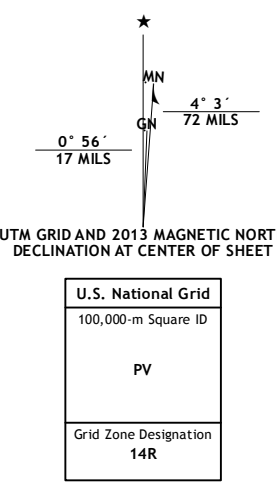 ★
MN
4° 3´
72 MILS
GN
0° 56´
17 MILS
UTM GRID AND 2013 MAGNETIC NORT
DECLINATION AT CENTER OF SHEET
U.S. National Grid
100,000-m Square ID
PV
Grid Zone Designation
14R